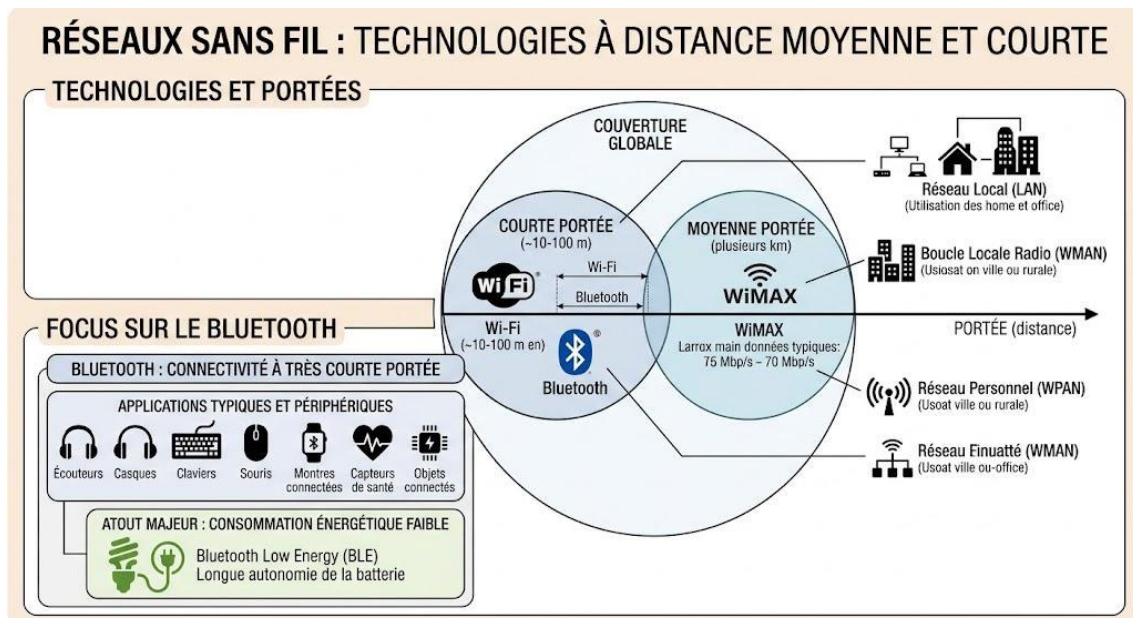 RÉSEAUX SANS FIL : TECHNOLOGIES À DISTANCE MOYENNE ET COURTE
TECHNOLOGIES ET PORTÉES
COUVERTURE
GLOBALE
COURTE PORTÉE
(~10-100 m)
Wi-Fi
Bluetooth
Wi Fi
Wi-Fi
(~10-100 m en)
Bluetooth
MOYENNE PORTÉE
(plusieurs km)
WiMAX
WiMAX
Larrox main données typiques:
75 Mbp/s – 70 Mbp/s
Réseau Local (LAN)
(Utilisation des home et office)
Boucle Locale Radio (WMAN)
(Usiosat on ville ou rurale)
PORTÉE (distance)
Réseau Personnel (WPAN)
(Usoat ville ou rurale)
Réseau Einuatté (WMAN)
(Usoat ville ou-office)
FOCUS SUR LE BLUETOOTH
BLUETOOTH : CONNECTIVITÉ À TRÈS COURTE PORTÉE
APPLICATIONS TYPIQUES ET PÉRIPHÉRIQUES
Écouteurs
Casques
Claviers
Souris
Montres
connectées
Capteurs
de santé
Objets
connectés
ATOUT MAJEUR : CONSOMMATION ÉNERGÉTIQUE FAIBLE
Bluetooth Low Energy (BLE)
Longue autonomie de la batterie